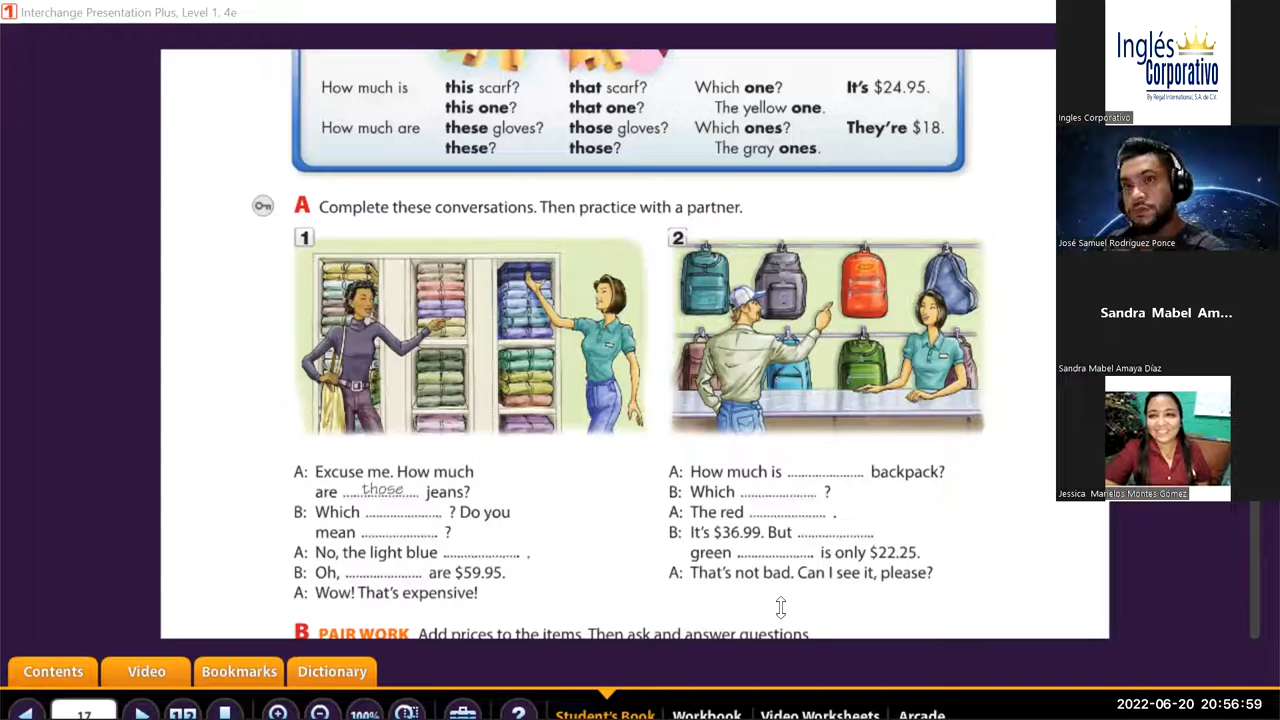 Interchange Presentation Plus, Level 1, 4e
How much is this scarf? that scarf? Which one? It's $24.95.
this one? that one? The yellow one.
How much are these gloves? those gloves? Which ones? They're $18.
these? those? The gray ones.
A Complete these conversations. Then practice with a partner.
1
2
A: Excuse me. How much
are those jeans?
B: Which .................... ? Do you
mean .................... ?
A: No, the light blue .................... .
B: Oh, .................... are $59.95.
A: Wow! That's expensive!
A: How much is .................... backpack?
B: Which .................... ?
A: The red .................... .
B: It's $36.99. But ....................
green .................... is only $22.25.
A: That's not bad. Can I see it, please?
B PAIR WORK Add prices to the items. Then ask and answer questions
Contents
Video
Bookmarks
Dictionary
17
100%
?
Student's Book
Workbook
Video Worksheets
Arcade
Inglés
Corporativo
By Regal International, S.A. de C.V.
Ingles Corporativo
José Samuel Rodríguez Ponce
Sandra Mabel Am...
Sandra Mabel Amaya Díaz
Jessica Marielos Montes Gomez
2022-06-20 20:56:59